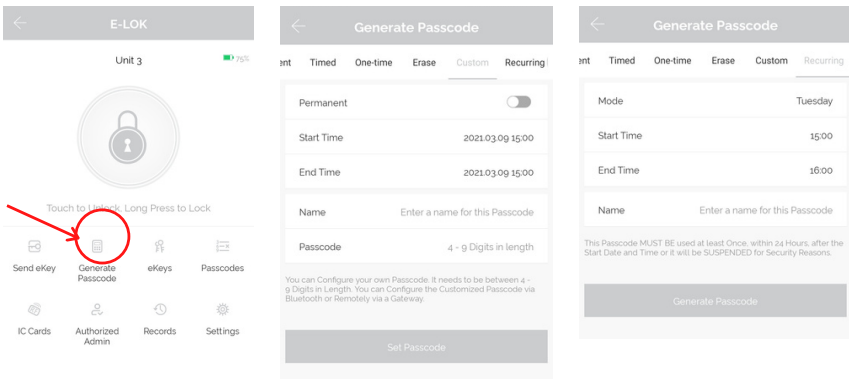 E-LOK
Unit 3
75%
Touch to Unlock, Long Press to Lock
Send eKey
Generate
Passcode
eKeys
Passcodes
IC Cards
Authorized
Admin
Records
Settings
Generate Passcode
ent Timed One-time Erase Custom Recurring
Permanent
Start Time 2021.03.09 15:00
End Time 2021.03.09 15:00
Name Enter a name for this Passcode
Passcode 4 - 9 Digits in length
You can Configure your own Passcode. It needs to be between 4 -
9 Digits in Length. You can Configure the Customized Passcode via
Bluetooth or Remotely via a Gateway.
Set Passcode
Generate Passcode
ent Timed One-time Erase Custom Recurring
Mode Tuesday
Start Time 15:00
End Time 16:00
Name Enter a name for this Passcode
This Passcode MUST BE used at least Once, within 24 Hours, after the
Start Date and Time or it will be SUSPENDED for Security Reasons.
Generate Passcode